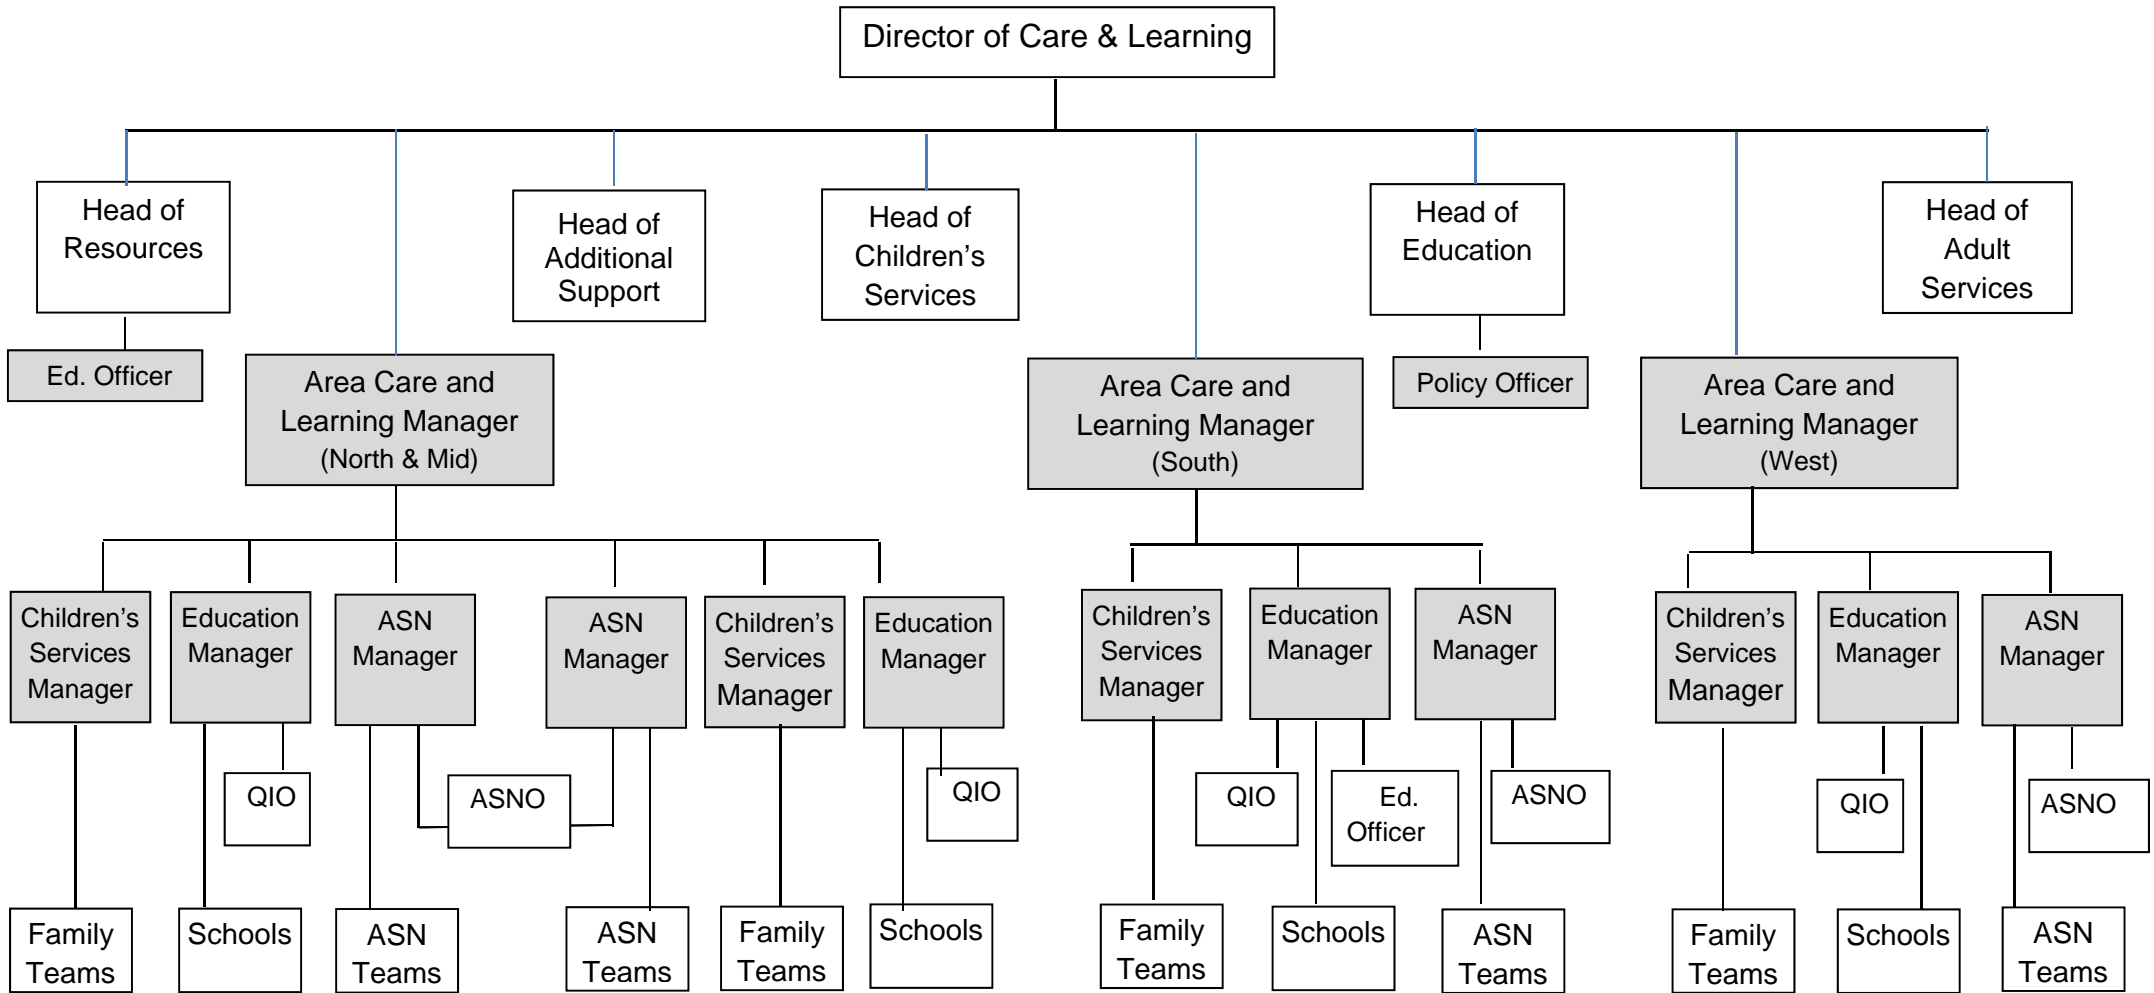 Director of Care & Learning
Head of
Resources
Head of
Additional
Support
Head of
Children’s
Services
Head of
Education
Head of
Adult
Services
Ed. Officer
Policy Officer
Area Care and
Learning Manager
(North & Mid)
Area Care and
Learning Manager
(South)
Area Care and
Learning Manager
(West)
Children’s
Services
Manager
Education
Manager
ASN
Manager
ASN
Manager
Children’s
Services
Manager
Education
Manager
Children’s
Services
Manager
Education
Manager
ASN
Manager
Children’s
Services
Manager
Education
Manager
ASN
Manager
QIO
ASNO
QIO
QIO
Ed.
Officer
ASNO
QIO
ASNO
Family
Teams
Schools
ASN
Teams
ASN
Teams
Family
Teams
Schools
Family
Teams
Schools
ASN
Teams
Family
Teams
Schools
ASN
Teams